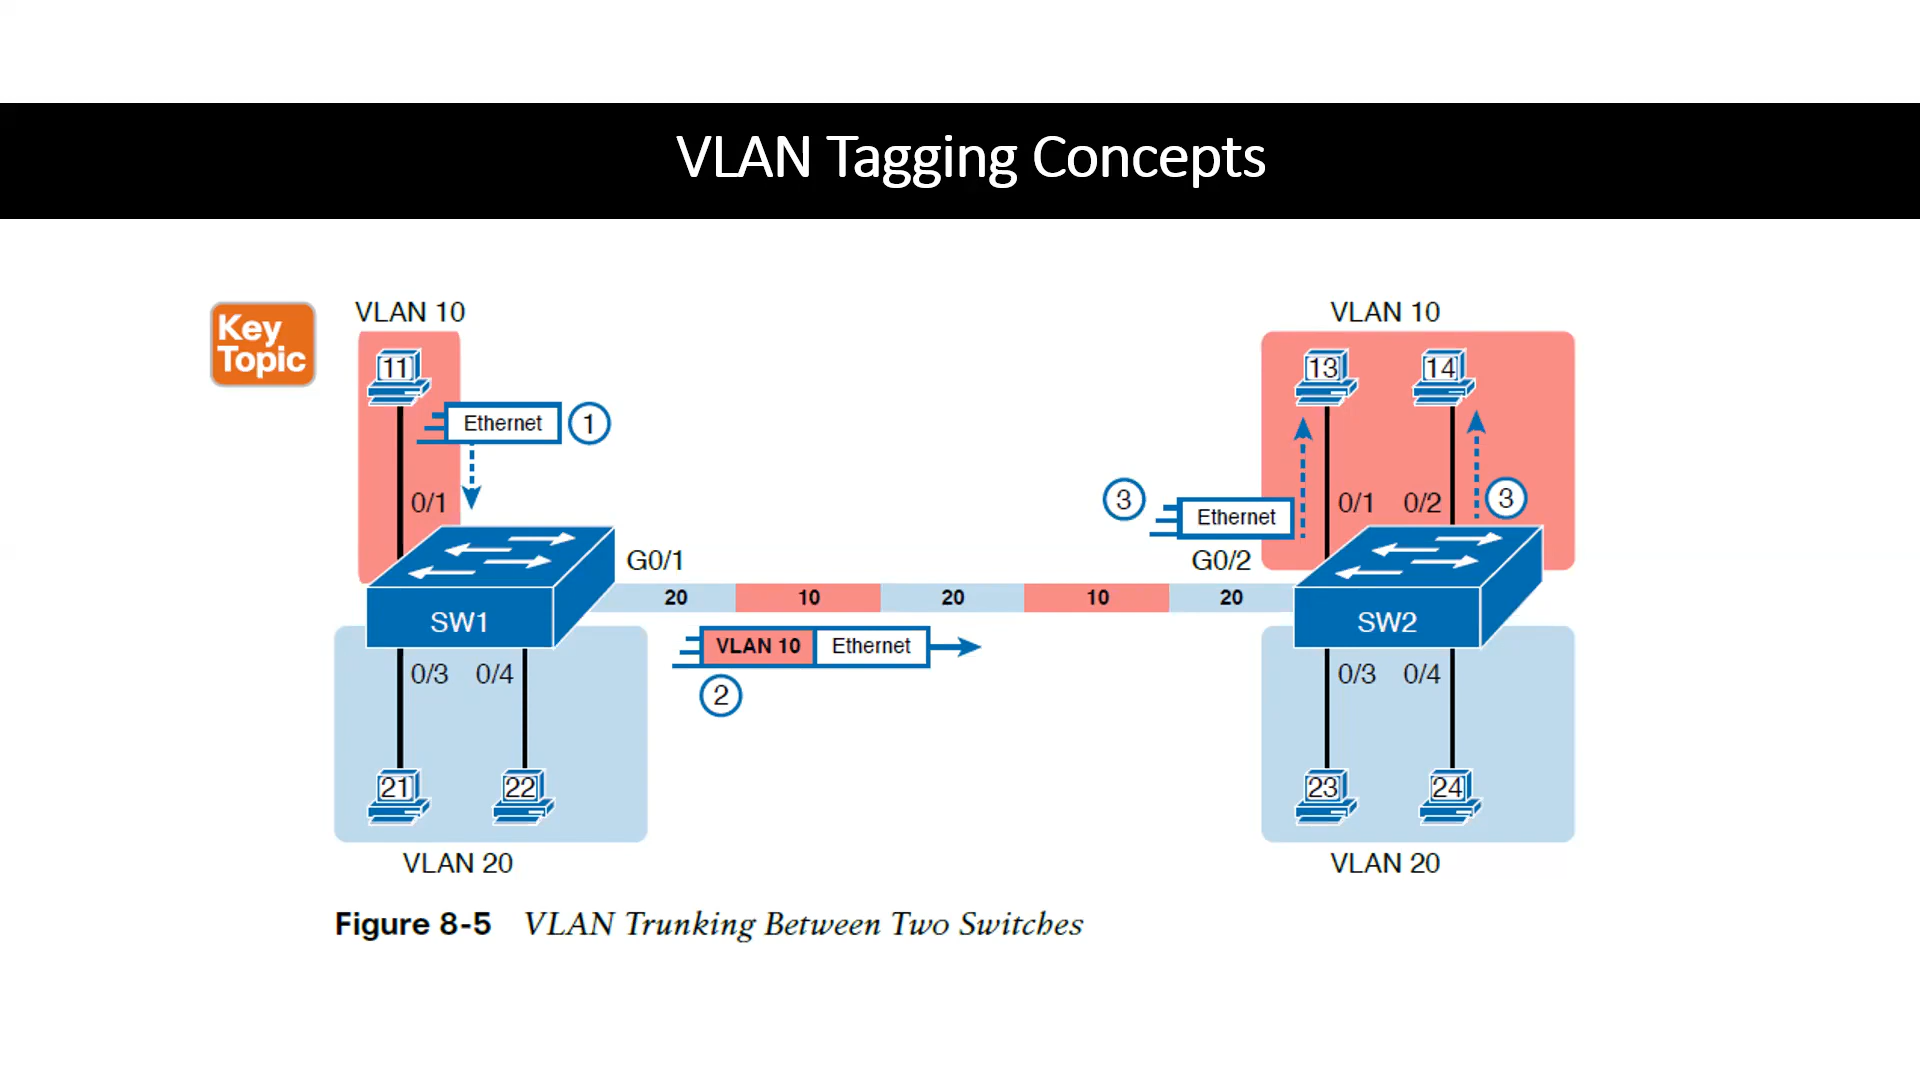 VLAN Tagging Concepts
Key
Topic
VLAN 10
VLAN 10
11
13
14
Ethernet
1
0/1
3
Ethernet
0/1
0/2
3
G0/1
G0/2
20
10
20
10
20
SW1
SW2
VLAN 10
Ethernet
2
0/3
0/4
0/3
0/4
21
22
23
24
VLAN 20
VLAN 20
Figure 8-5 VLAN Trunking Between Two Switches